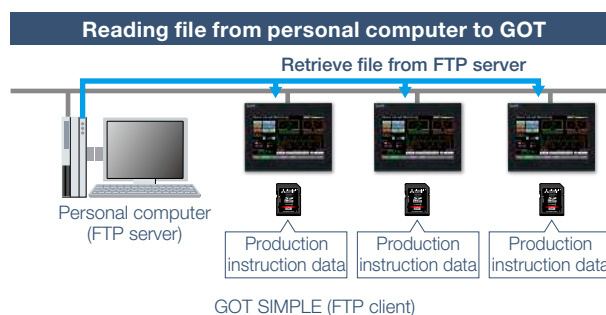 Reading file from personal computer to GOT
Retrieve file from FTP server
Personal computer
(FTP server)
Production
instruction data
Production
instruction data
Production
instruction data
GOT SIMPLE (FTP client)